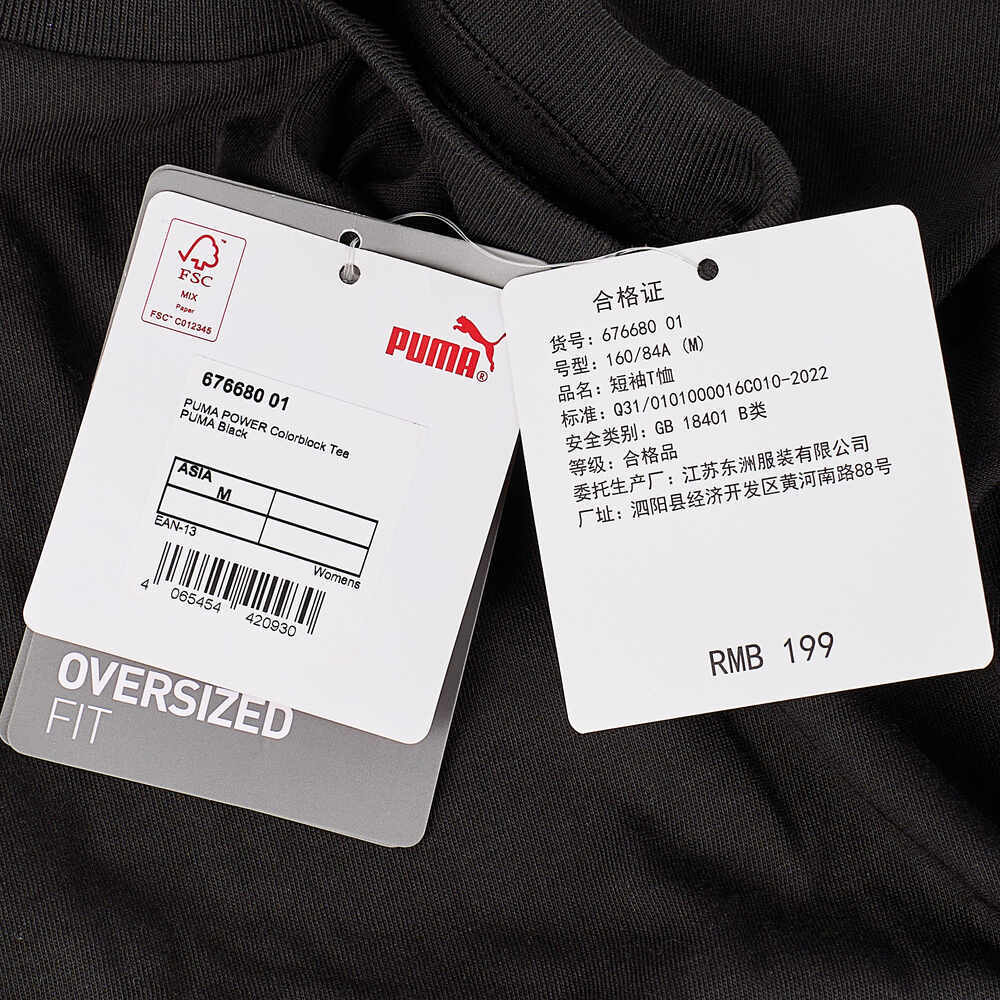 FSC™
MIX
Paper
FSC™ C012345
PUMA®
676680 01
PUMA POWER Colorblock Tee
PUMA Black
ASIA
M
EAN-13
Womens
4 065454 420930
OVERSIZED
FIT
合格证
货号: 676680 01
号型: 160/84A (M)
品名: 短袖T恤
标准: Q31/0101000016C010-2022
安全类别: GB 18401 B类
等级: 合格品
委托生产厂: 江苏东洲服装有限公司
厂址: 泗阳县经济开发区黄河南路88号
RMB 199